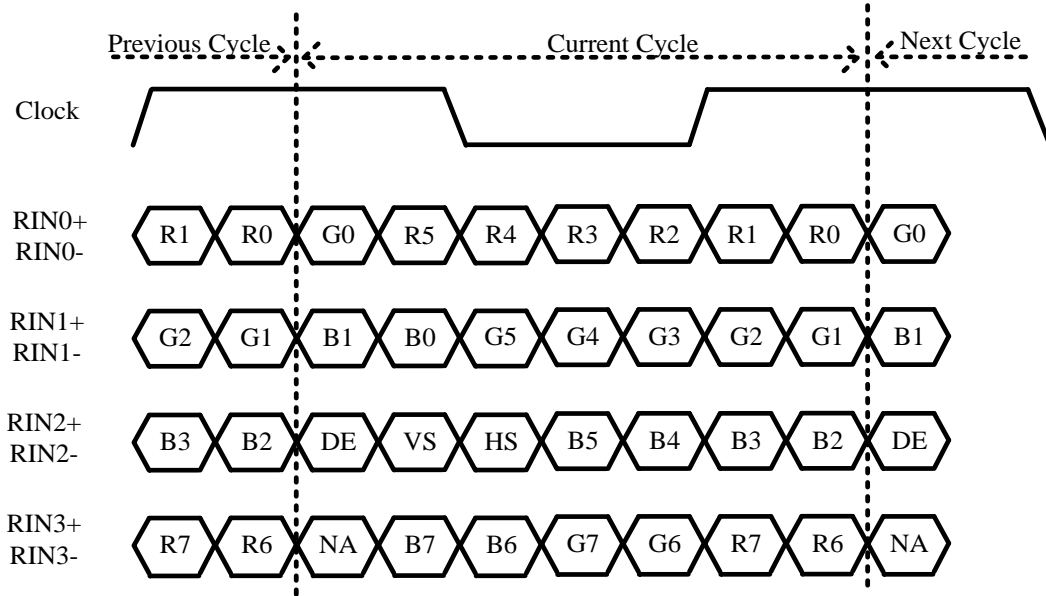 Previous Cycle Current Cycle Next Cycle
Clock
RIN0+
RIN0-
R1 R0 G0 R5 R4 R3 R2 R1 R0 G0
RIN1+
RIN1-
G2 G1 B1 B0 G5 G4 G3 G2 G1 B1
RIN2+
RIN2-
B3 B2 DE VS HS B5 B4 B3 B2 DE
RIN3+
RIN3-
R7 R6 NA B7 B6 G7 G6 R7 R6 NA